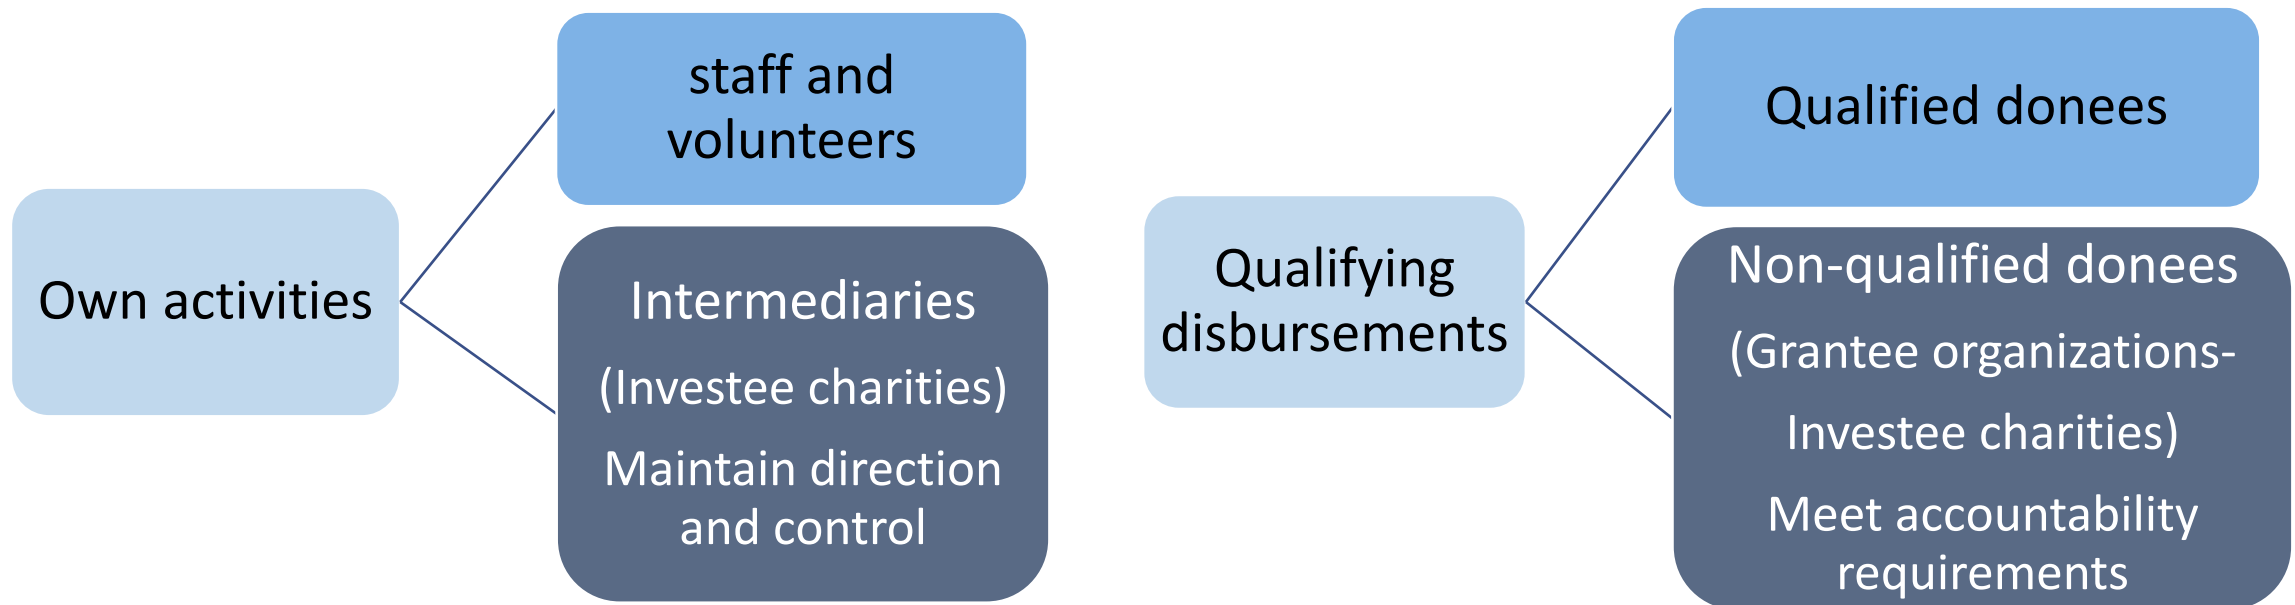 Own activities
staff and
volunteers
Intermediaries
(Investee charities)
Maintain direction
and control
Qualifying
disbursements
Qualified donees
Non-qualified donees
(Grantee organizations-
Investee charities)
Meet accountability
requirements